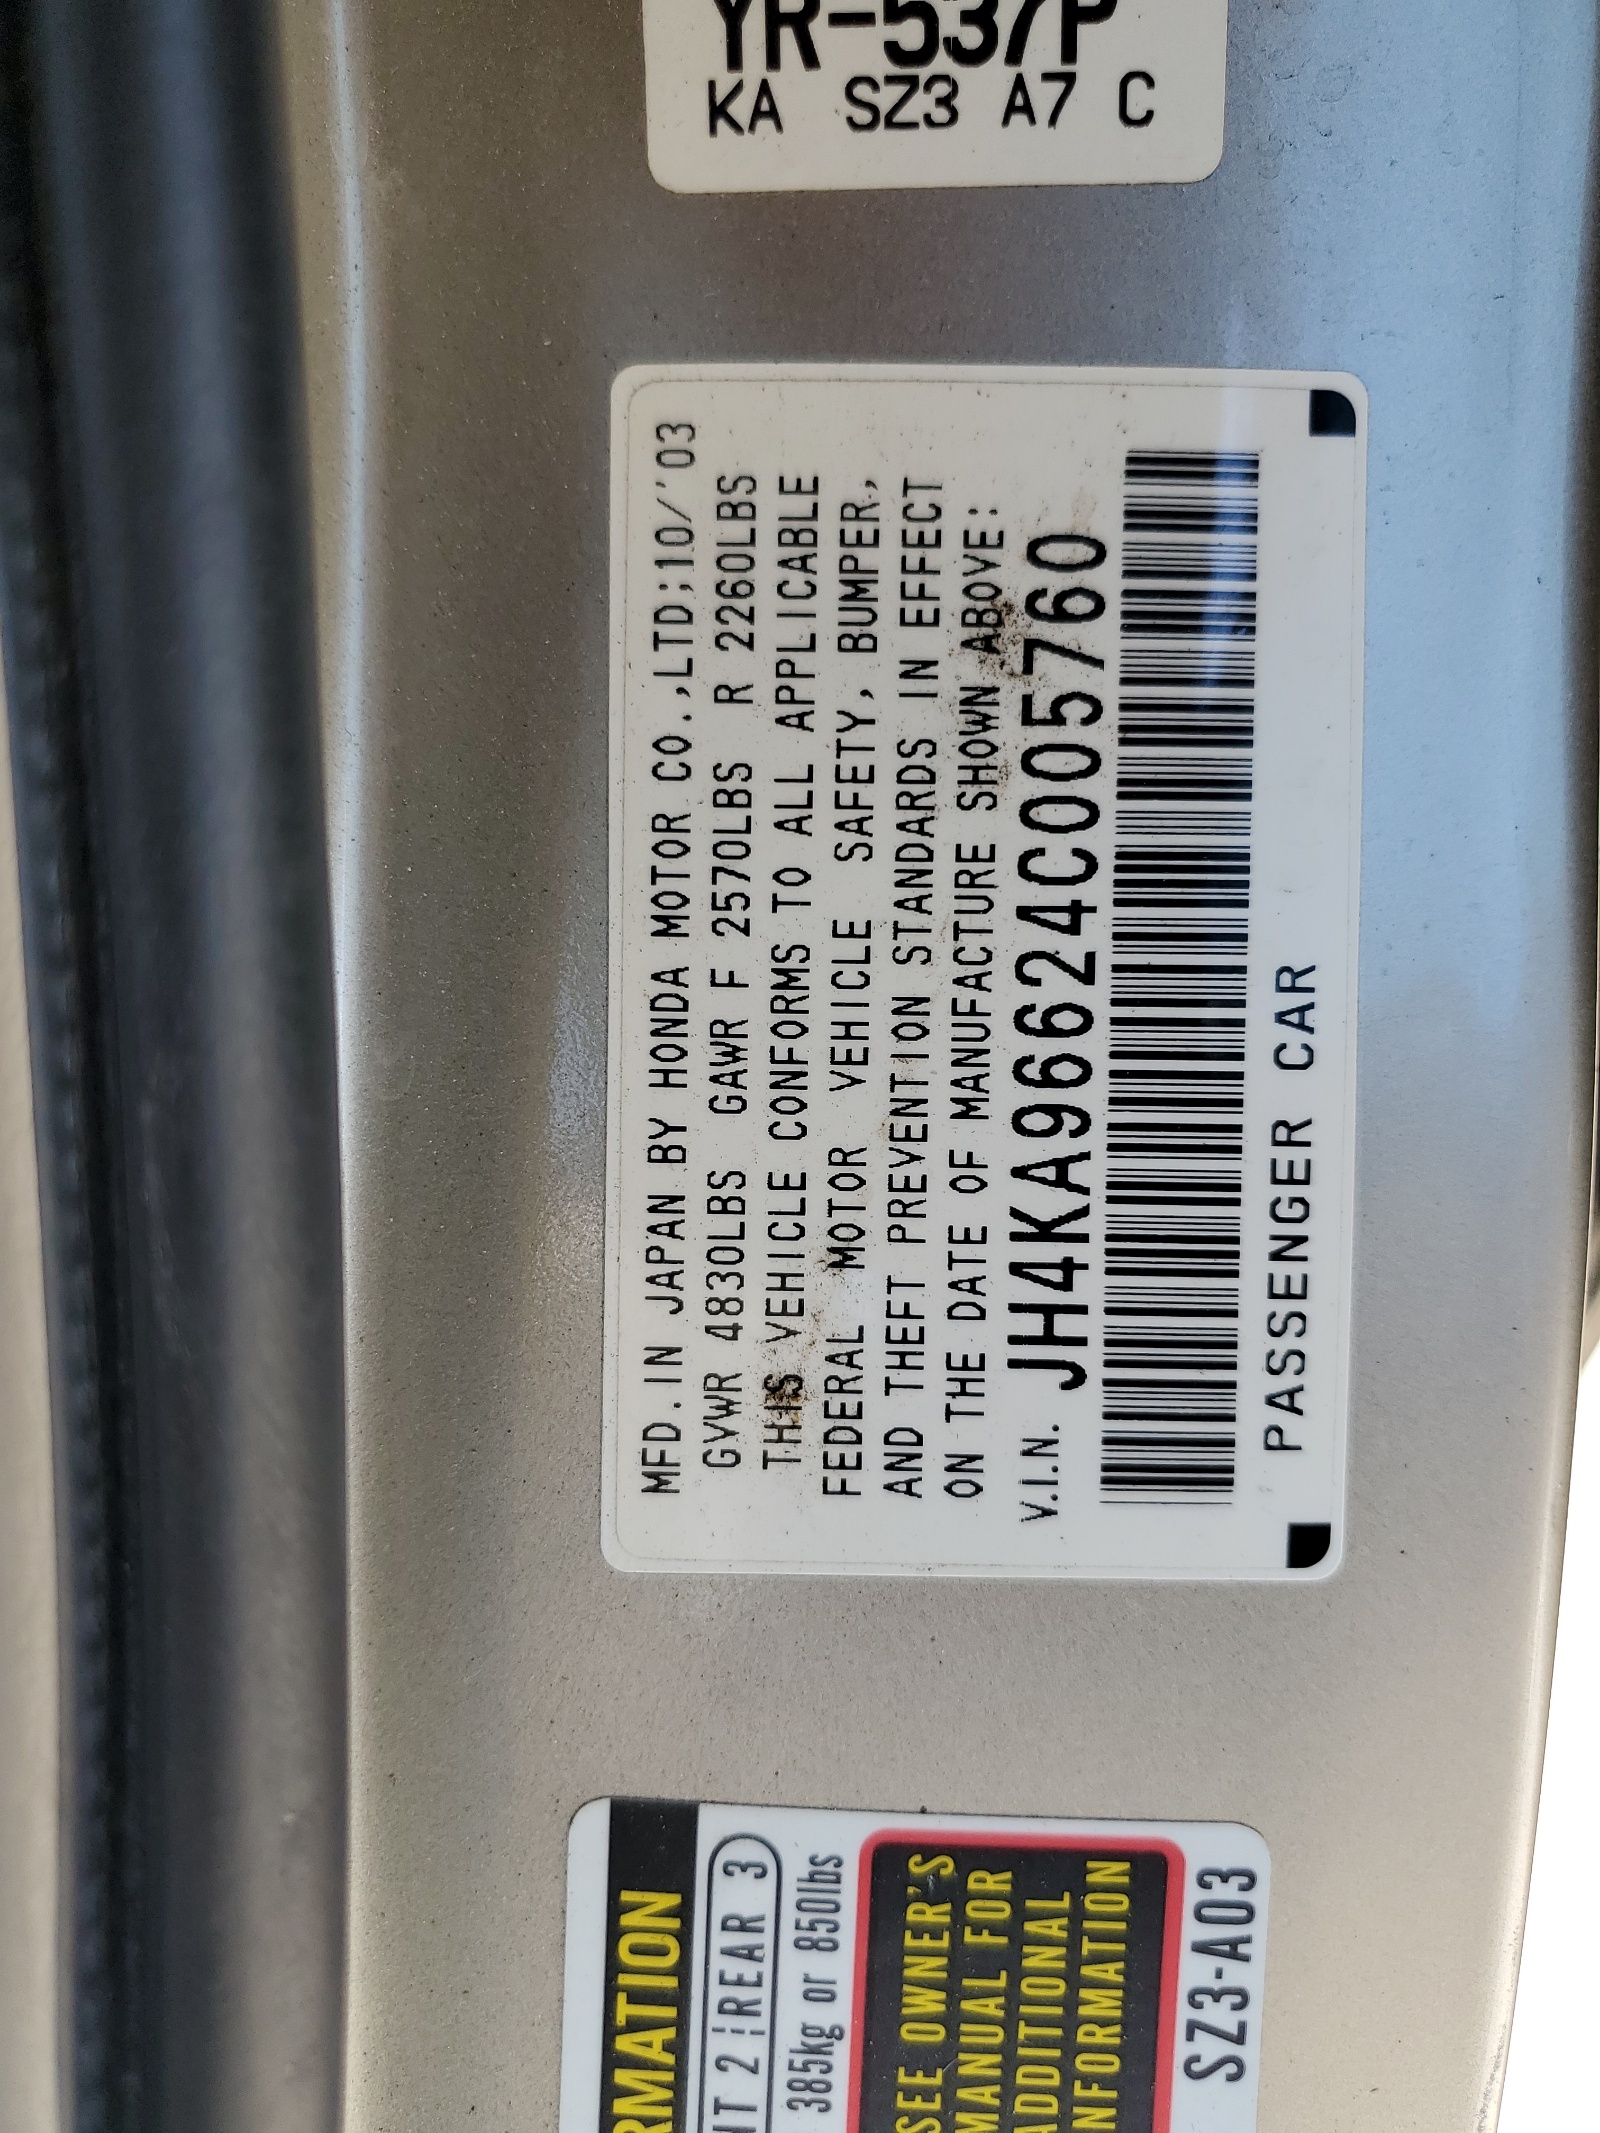 YR-537P
KA SZ3 A7 C
MFD. IN JAPAN BY HONDA MOTOR CO.,LTD;10/'03
GVWR 4830LBS GAWR F 2570LBS R 2260LBS
THIS VEHICLE CONFORMS TO ALL APPLICABLE
FEDERAL MOTOR VEHICLE SAFETY, BUMPER,
AND THEFT PREVENTION STANDARDS IN EFFECT
ON THE DATE OF MANUFACTURE SHOWN ABOVE:
V.I.N. JH4KA96624C005760
PASSENGER CAR
RMATION
NT 2 REAR 3
385kg or 850lbs
SEE OWNER'S
MANUAL FOR
ADDITIONAL
INFORMATION
SZ3-A03